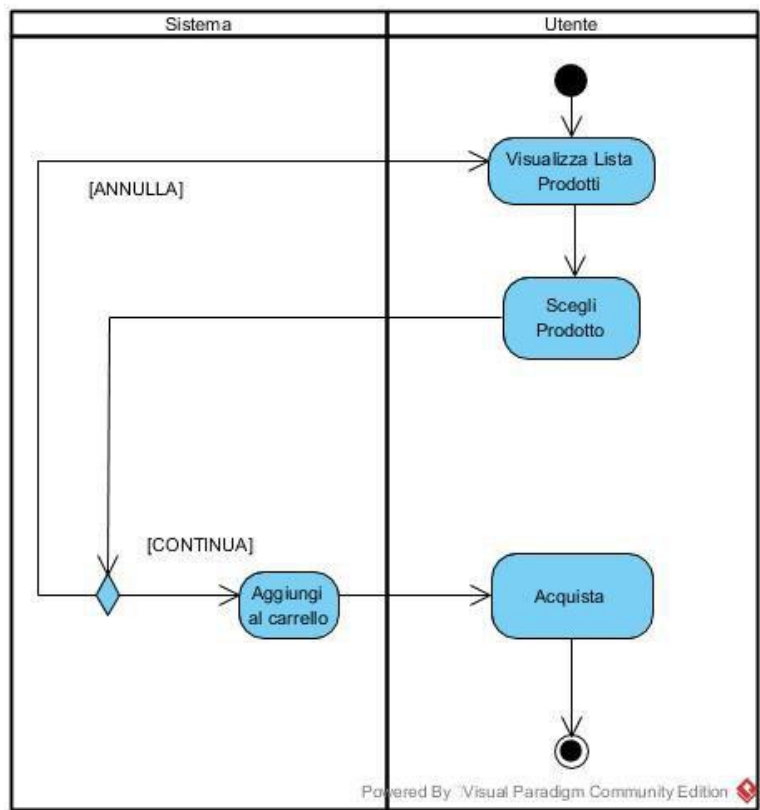 Sistema
Utente
Visualizza Lista
Prodotti
[ANNULLA]
Scegli
Prodotto
[CONTINUA]
Aggiungi
al carrello
Acquista
Powered By Visual Paradigm Community Edition